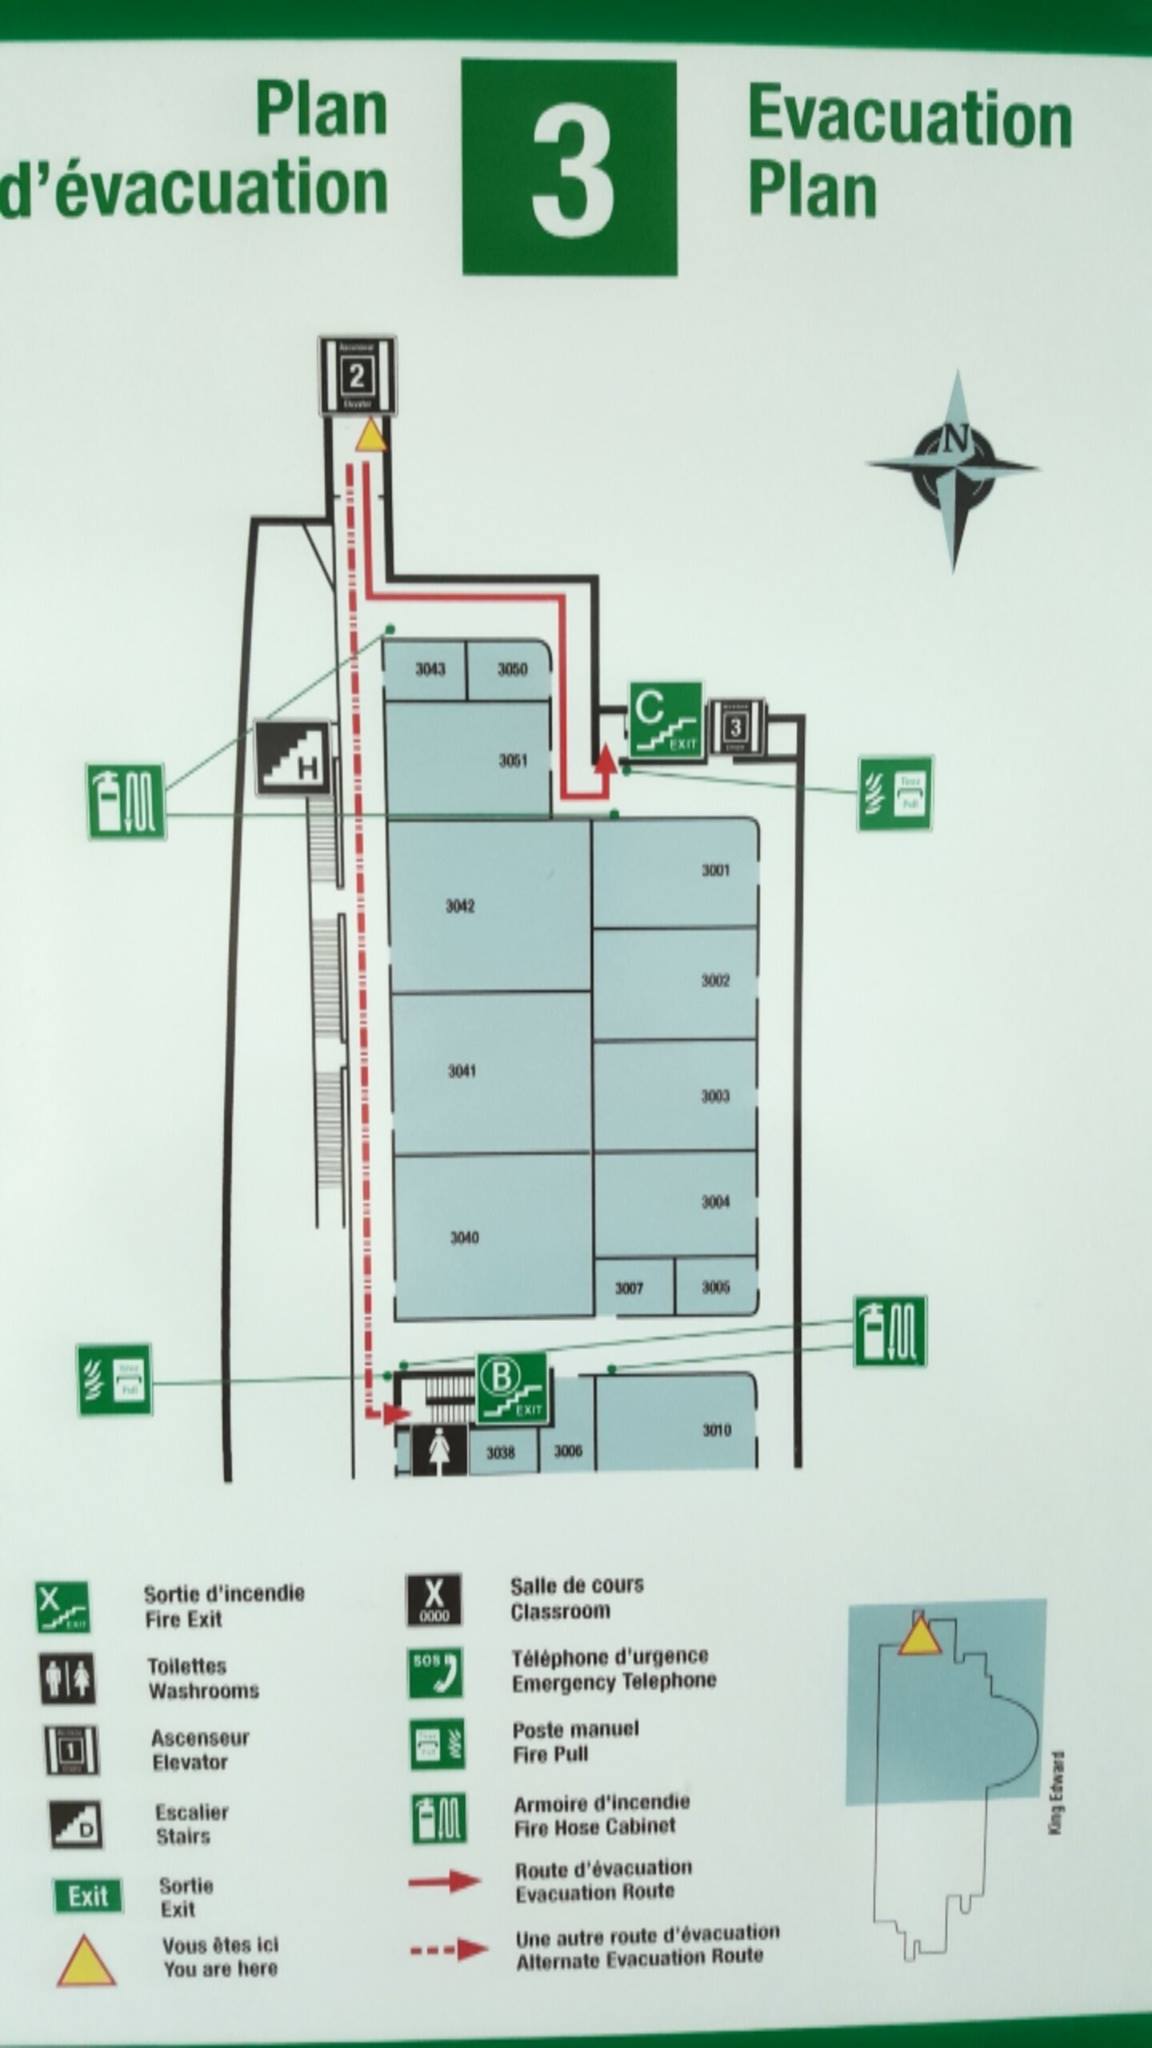 Plan
d'évacuation
3
Evacuation
Plan
2
N
3043
3050
3051
C
EXIT
3
H
3001
3042
3002
3041
3003
3004
3040
3007
3005
B
EXIT
3010
3038
3006
X
EXIT
Sortie d'incendie
Fire Exit
Toilettes
Washrooms
1
Ascenseur
Elevator
D
Escalier
Stairs
Exit
Sortie
Exit
Vous êtes ici
You are here
X
0000
Salle de cours
Classroom
SOS
Téléphone d'urgence
Emergency Telephone
Poste manuel
Fire Pull
Armoire d'incendie
Fire Hose Cabinet
Route d'évacuation
Evacuation Route
Une autre route d'évacuation
Alternate Evacuation Route
King Edward